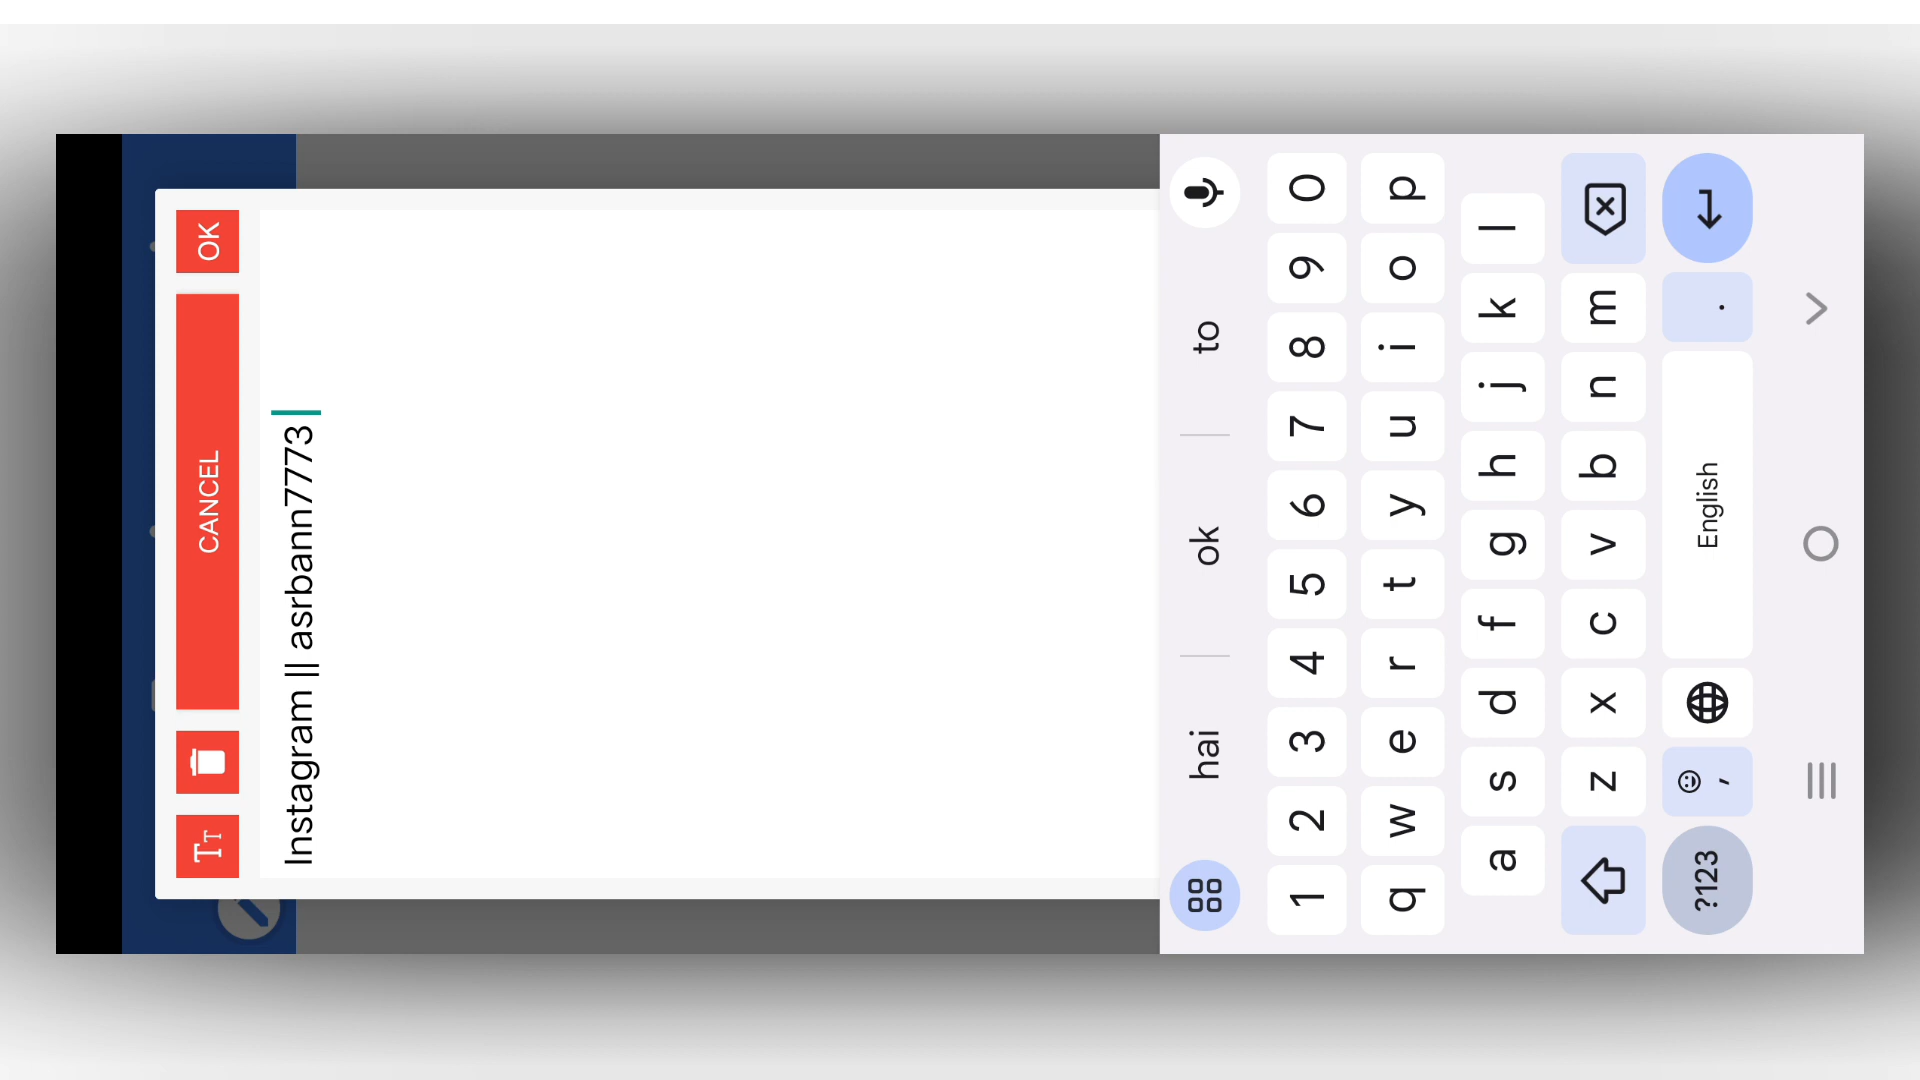 Tт CANCEL OK
Instagram || asrbann7773
hai ok to
1 2 3 4 5 6 7 8 9 0
q w e r t y u i o p
a s d f g h j k l
z x c v b n m
?123 , English .